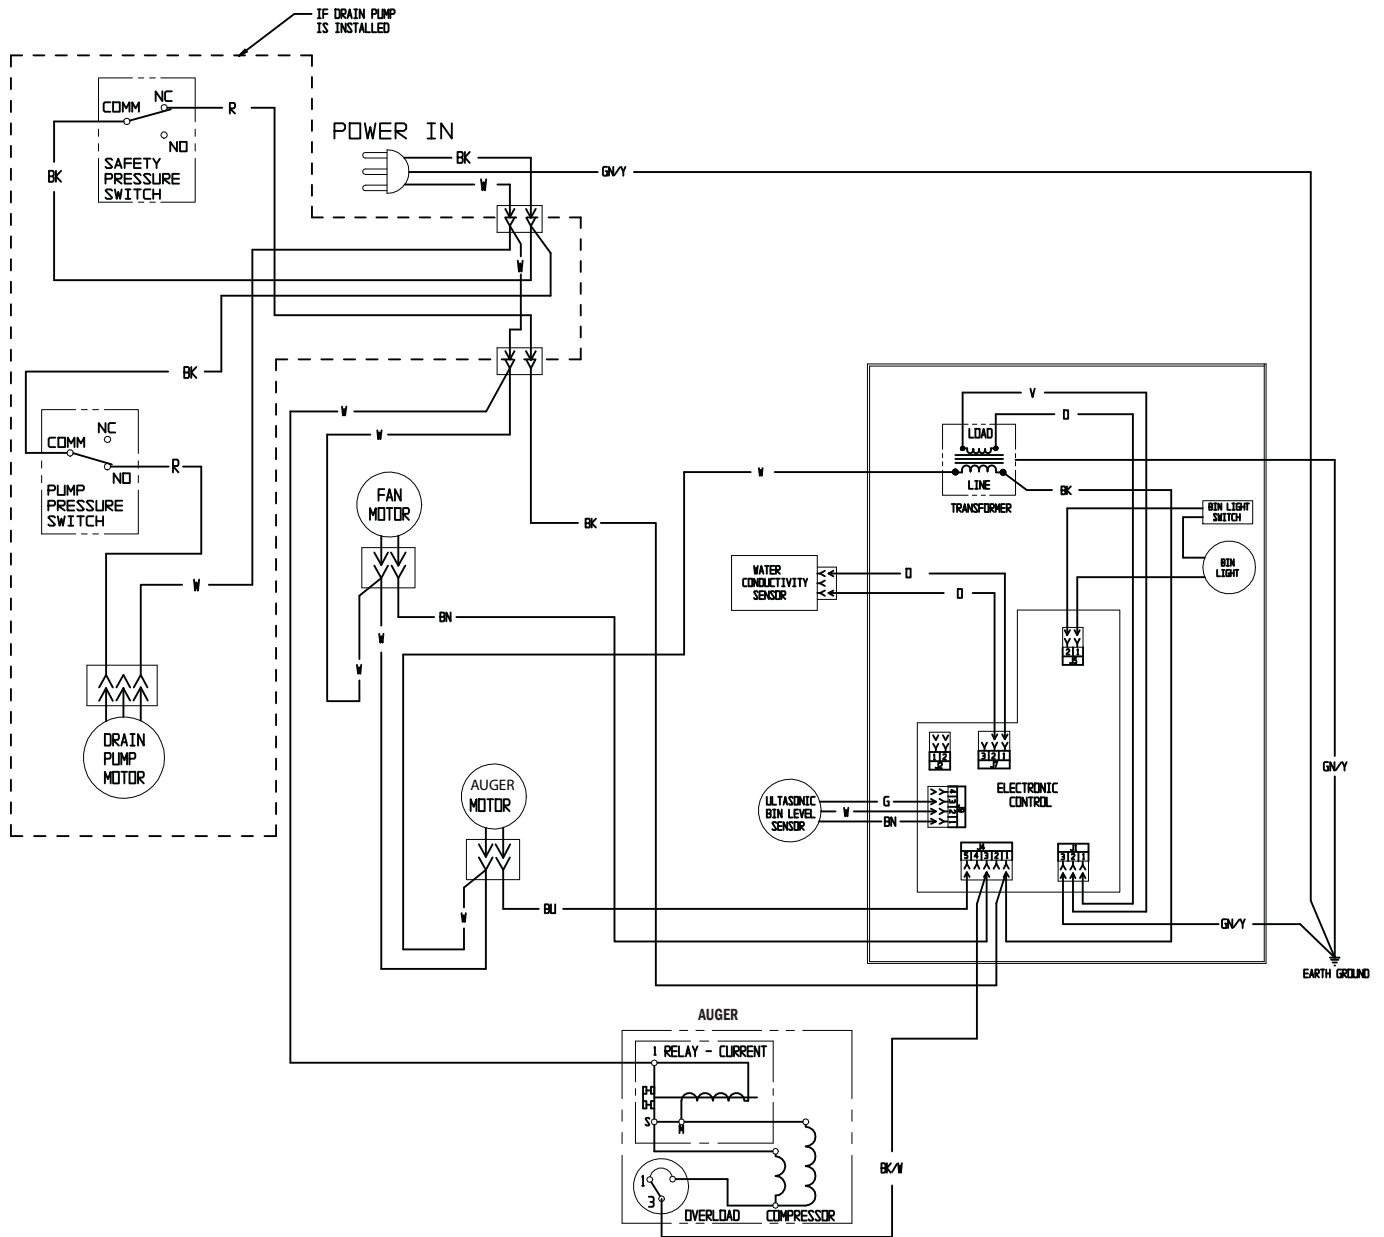 IF DRAIN PUMP
IS INSTALLED
NC
COMM
R
NO
SAFETY
PRESSURE
SWITCH
BK
POWER IN
BK
GN/Y
W
W
BK
W
W
NC
COMM
NO
R
PUMP
PRESSURE
SWITCH
W
DRAIN
PUMP
MOTOR
FAN
MOTOR
BK
BN
W
W
W
V
O
LOAD
LINE
TRANSFORMER
BK
BIN LIGHT
SWITCH
BIN
LIGHT
WATER
CONDUCTIVITY
SENSOR
O
O
2 1
J5
1 2
J2
3 2 1
J7
ELECTRONIC
CONTROL
GN/Y
AUGER
MOTOR
ULTASONIC
BIN LEVEL
SENSOR
G
W
BN
4 3 2 1
J4
5 4 3 2 1
J1
3 2 1
W
BU
GN/Y
EARTH GROUND
AUGER
1 RELAY - CURRENT
S
M
1
3
OVERLOAD
COMPRESSOR
BK/W